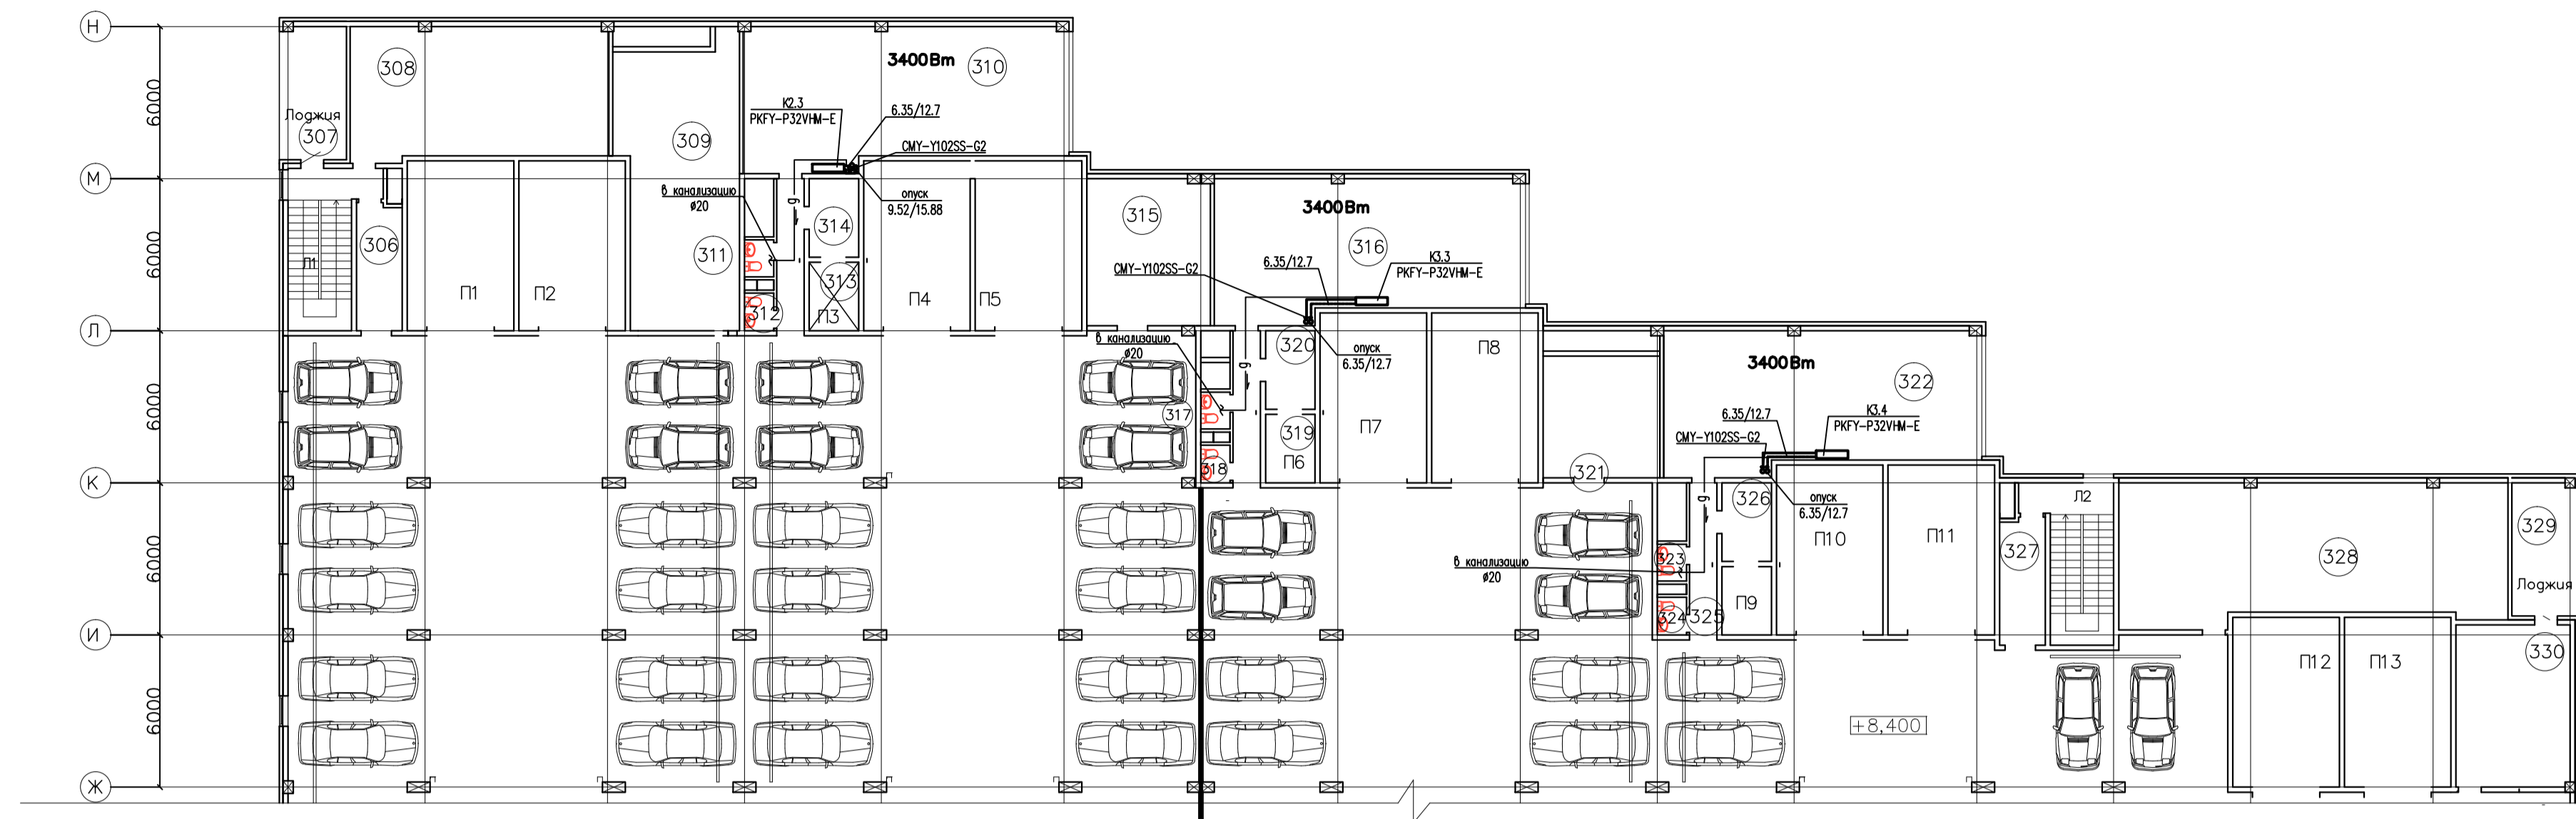 Н
М
Л
К
И
Ж
6000
6000
6000
6000
6000
308
Лоджия
307
309
3400Вт
310
К2.3
PKFY-P32VHM-E
6.35/12.7
CMY-Y102SS-G2
опуск
9.52/15.88
в канализацию
ø20
g
306
Л1
П1
П2
311
312
314
313
П3
П4
П5
315
3400Вт
316
CMY-Y102SS-G2
6.35/12.7
К3.3
PKFY-P32VHM-E
в канализацию
ø20
g
опуск
6.35/12.7
320
317
318
319
П6
П7
П8
3400Вт
322
6.35/12.7
К3.4
PKFY-P32VHM-E
CMY-Y102SS-G2
321
опуск
6.35/12.7
g
326
в канализацию
ø20
323
324
325
П9
П10
П11
327
Л2
328
329
Лоджия
330
П12
П13
+8,400